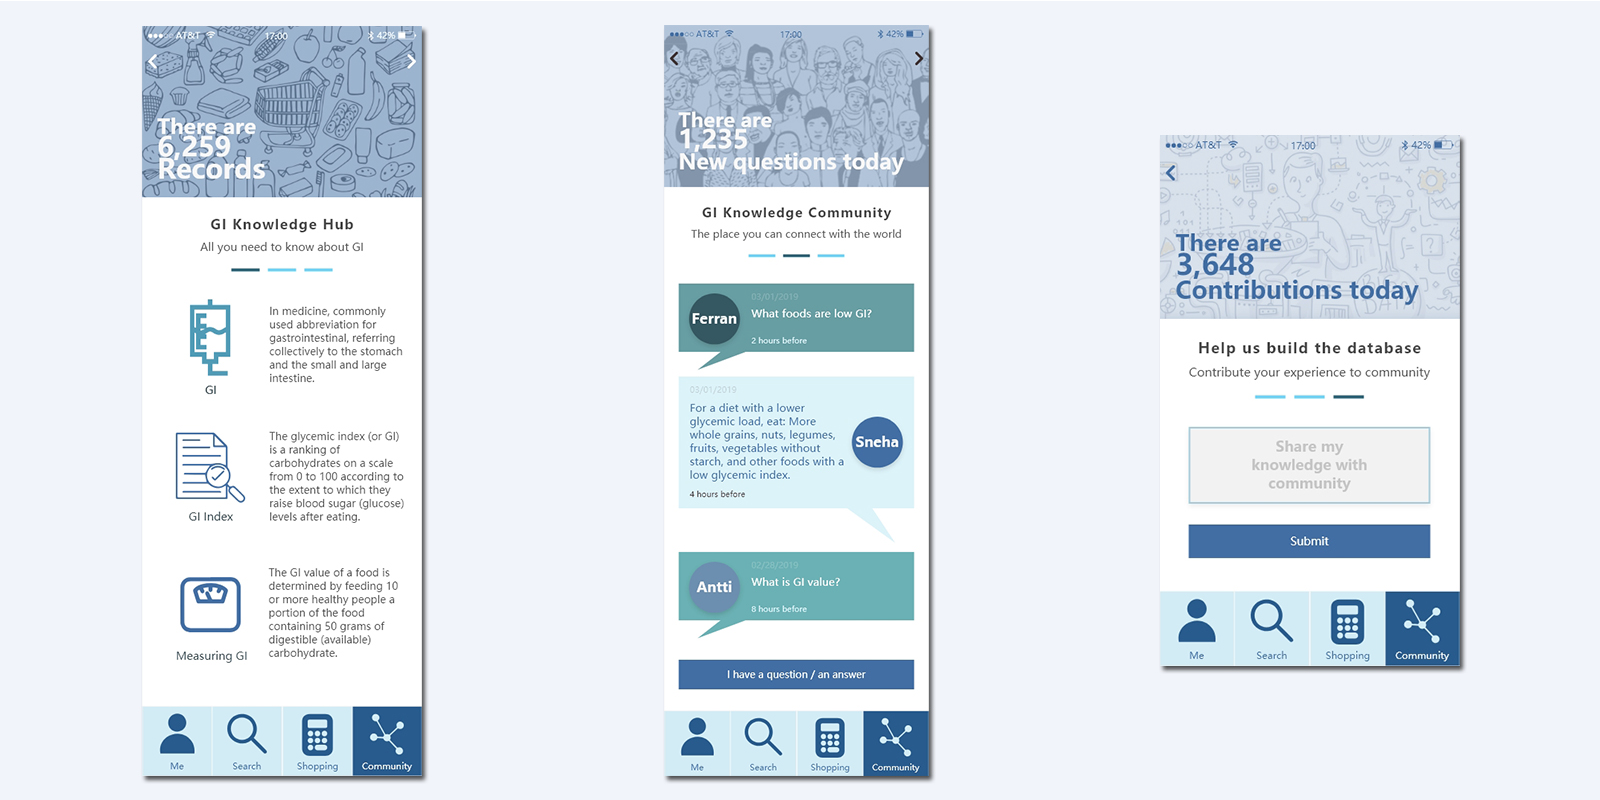 AT&T 17:00 42%
There are
6,259
Records
GI Knowledge Hub
All you need to know about GI
In medicine, commonly
used abbreviation for
gastrointestinal, referring
collectively to the stomach
and the small and large
intestine.
GI
The glycemic index (or GI)
is a ranking of
carbohydrates on a scale
from 0 to 100 according to
the extent to which they
raise blood sugar (glucose)
levels after eating.
GI Index
The GI value of a food is
determined by feeding 10
or more healthy people a
portion of the food
containing 50 grams of
digestible (available)
carbohydrate.
Measuring GI
Me Search Shopping Community
AT&T 17:00 42%
There are
1,235
New questions today
GI Knowledge Community
The place you can connect with the world
03/01/2019
Ferran
What foods are low GI?
2 hours before
03/01/2019
For a diet with a lower
glycemic load, eat: More
whole grains, nuts, legumes,
fruits, vegetables without
starch, and other foods with a
low glycemic index.
Sneha
4 hours before
02/28/2019
Antti
What is GI value?
8 hours before
I have a question / an answer
Me Search Shopping Community
AT&T 17:00 42%
There are
3,648
Contributions today
Help us build the database
Contribute your experience to community
Share my
knowledge with
community
Submit
Me Search Shopping Community